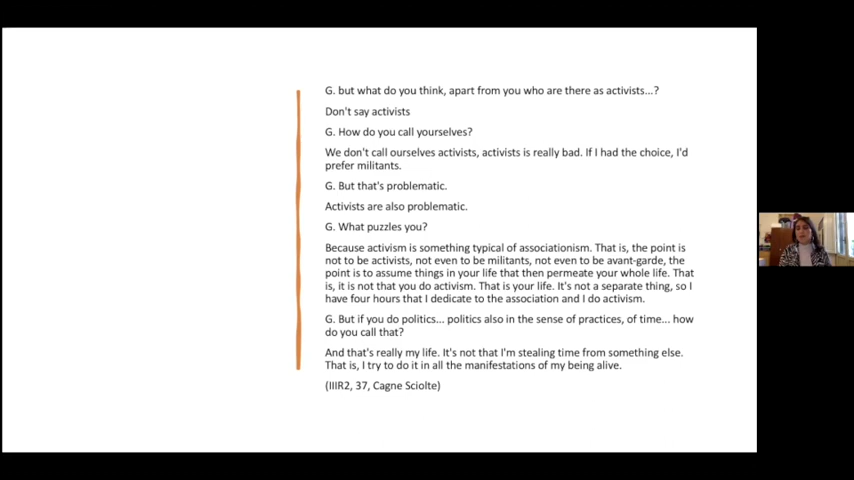 G. but what do you think, apart from you who are there as activists...?
Don't say activists
G. How do you call yourselves?
We don't call ourselves activists, activists is really bad. If I had the choice, I'd
prefer militants.
G. But that's problematic.
Activists are also problematic.
G. What puzzles you?
Because activism is something typical of associationism. That is, the point is
not to be activists, not even to be militants, not even to be avant-garde, the
point is to assume things in your life that then permeate your whole life. That
is, it is not that you do activism. That is your life. It's not a separate thing, so I
have four hours that I dedicate to the association and I do activism.
G. But if you do politics... politics also in the sense of practices, of time... how
do you call that?
And that's really my life. It's not that I'm stealing time from something else.
That is, I try to do it in all the manifestations of my being alive.
(IIIR2, 37, Cagne Sciolte)